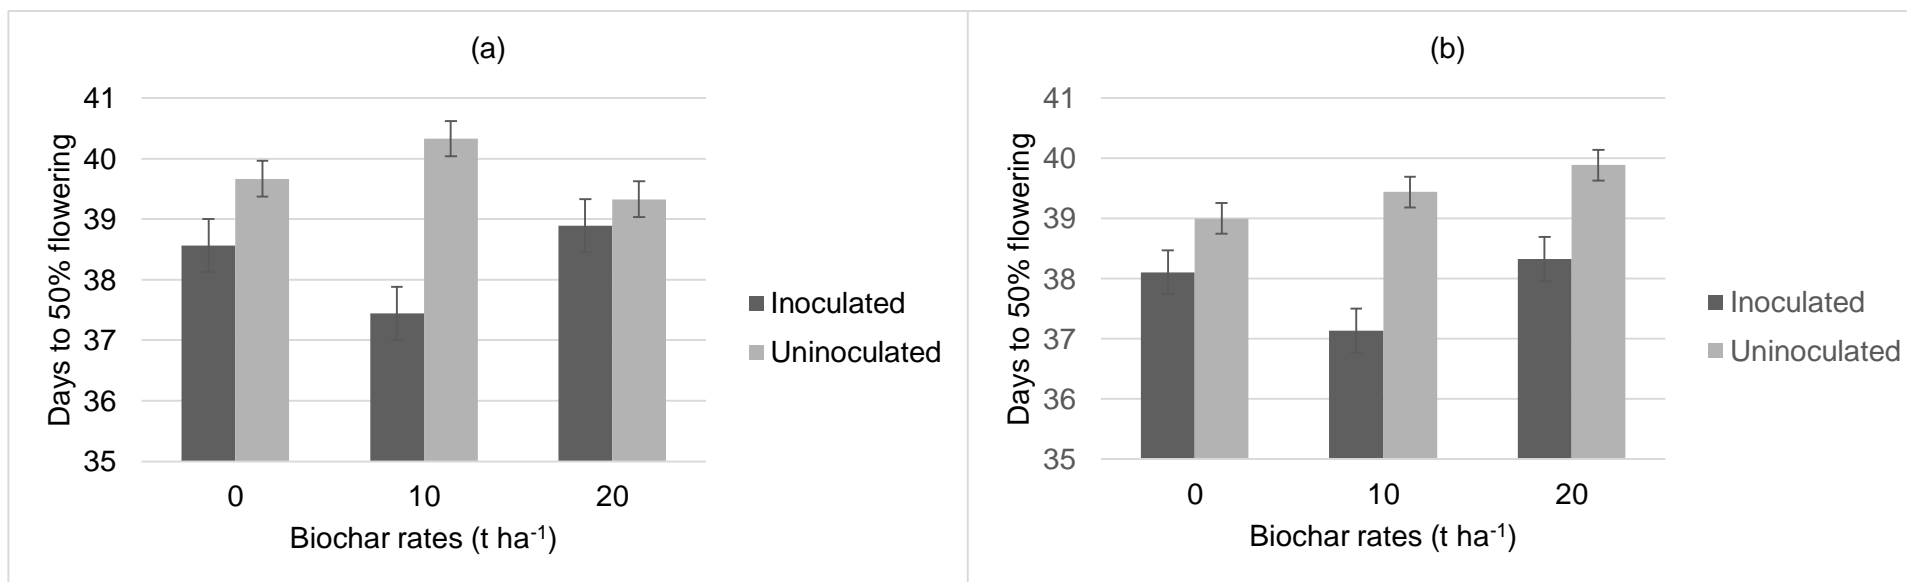 (a)
41
40
39
38
37
36
35
Days to 50% flowering
0 10 20
Biochar rates (t ha-1)
Inoculated
Uninoculated
(b)
41
40
39
38
37
36
35
Days to 50% flowering
0 10 20
Biochar rates (t ha-1)
Inoculated
Uninoculated